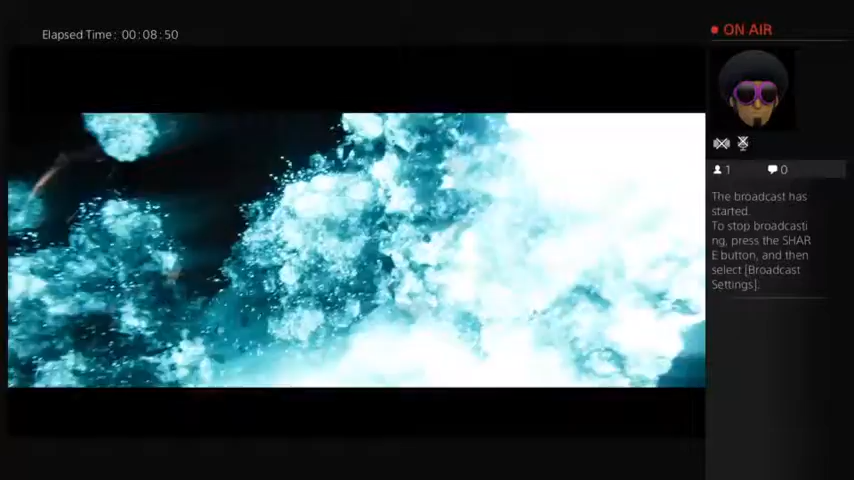 Elapsed Time: 00:08:50
ON AIR
1 0
The broadcast has
started.
To stop broadcasti
ng, press the SHAR
E button, and then
select [Broadcast
Settings].